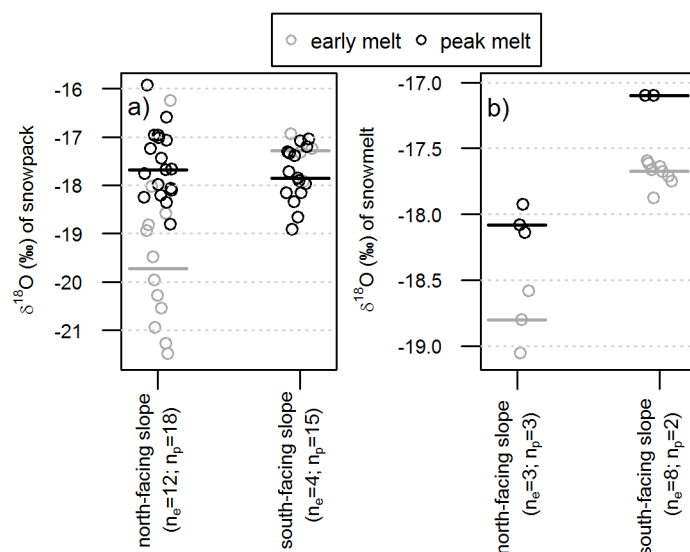 early melt peak melt
a)
δ¹⁸O (‰) of snowpack
-16
-17
-18
-19
-20
-21
north-facing slope
(nₑ=12; nₚ=18)
south-facing slope
(nₑ=4; nₚ=15)
b)
δ¹⁸O (‰) of snowmelt
-17.0
-17.5
-18.0
-18.5
-19.0
north-facing slope
(nₑ=3; nₚ=3)
south-facing slope
(nₑ=8; nₚ=2)